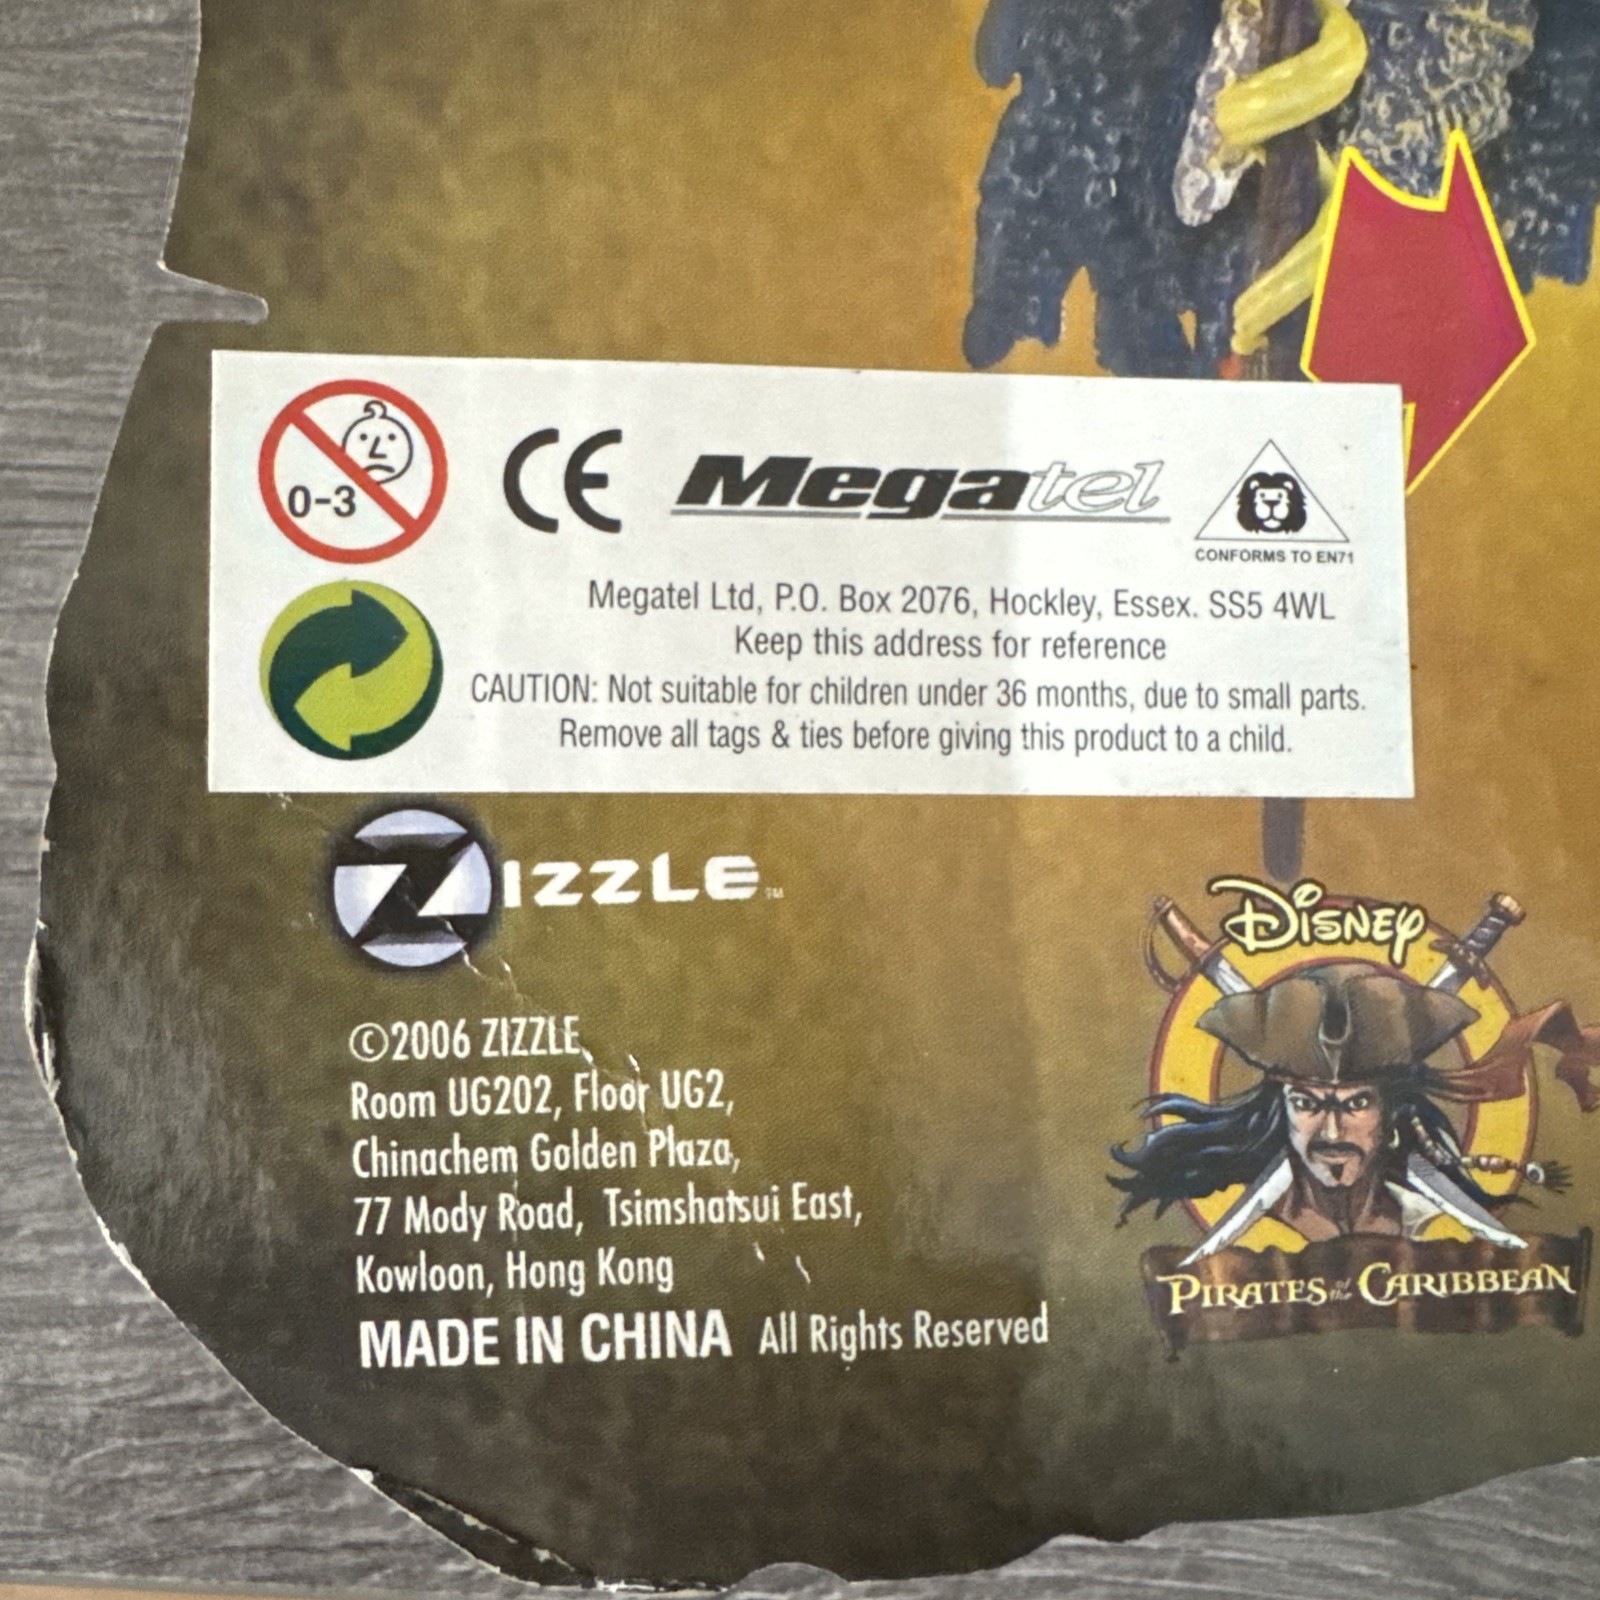 0-3
CE
Megatel
CONFORMS TO EN71
Megatel Ltd, P.O. Box 2076, Hockley, Essex. SS5 4WL
Keep this address for reference
CAUTION: Not suitable for children under 36 months, due to small parts.
Remove all tags & ties before giving this product to a child.
ZIZZLE
©2006 ZIZZLE
Room UG202, Floor UG2,
Chinachem Golden Plaza,
77 Mody Road, Tsimshatsui East,
Kowloon, Hong Kong
MADE IN CHINA All Rights Reserved
DISNEY
PIRATES of the CARIBBEAN